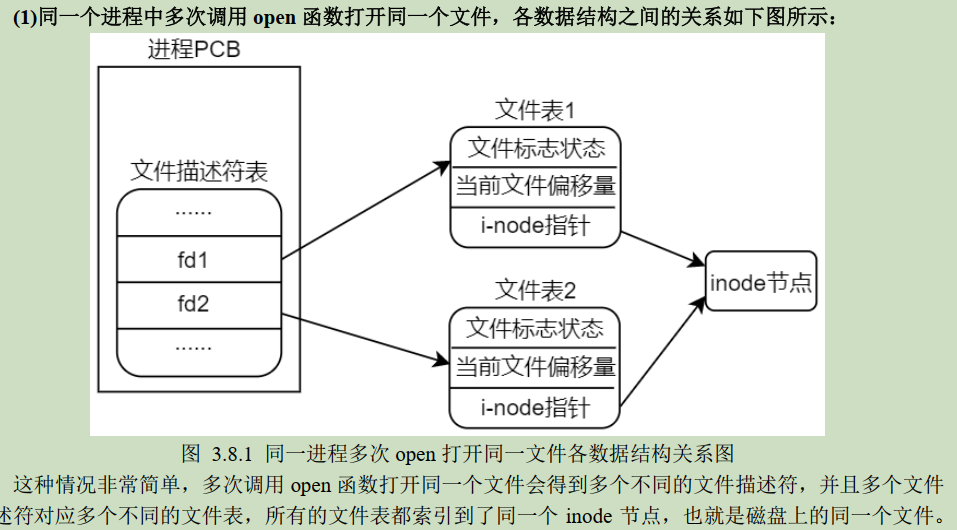 (1)同一个进程中多次调用 open 函数打开同一个文件，各数据结构之间的关系如下图所示：
进程PCB
文件描述符表
……
fd1
fd2
……
文件表1
文件标志状态
当前文件偏移量
i-node指针
文件表2
文件标志状态
当前文件偏移量
i-node指针
inode节点
图 3.8.1 同一进程多次 open 打开同一文件各数据结构关系图
这种情况非常简单，多次调用 open 函数打开同一个文件会得到多个不同的文件描述符，并且多个文件
述符对应多个不同的文件表，所有的文件表都索引到了同一个 inode 节点，也就是磁盘上的同一个文件。